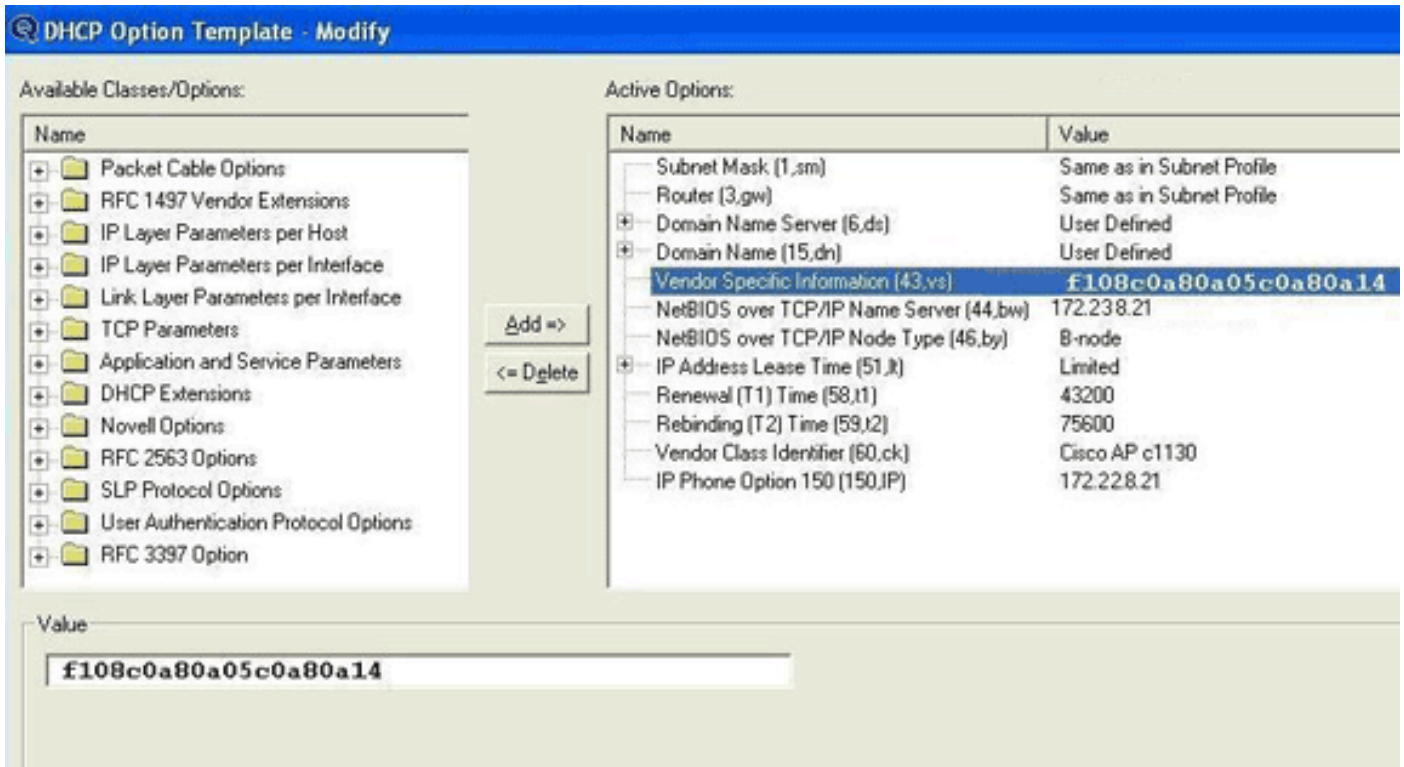 DHCP Option Template - Modify
Available Classes/Options:
Name
Packet Cable Options
RFC 1497 Vendor Extensions
IP Layer Parameters per Host
IP Layer Parameters per Interface
Link Layer Parameters per Interface
TCP Parameters
Application and Service Parameters
DHCP Extensions
Novell Options
RFC 2563 Options
SLP Protocol Options
User Authentication Protocol Options
RFC 3397 Option
Add =>
<= Delete
Active Options:
Name Value
Subnet Mask (1,sm) Same as in Subnet Profile
Router (3,gw) Same as in Subnet Profile
Domain Name Server (6,ds) User Defined
Domain Name (15,dn) User Defined
Vendor Specific Information (43,vs) f108c0a80a05c0a80a14
NetBIOS over TCP/IP Name Server (44,bw) 172.238.21
NetBIOS over TCP/IP Node Type (46,by) B-node
IP Address Lease Time (51,lt) Limited
Renewal (T1) Time (58,t1) 43200
Rebinding (T2) Time (59,t2) 75600
Vendor Class Identifier (60,ck) Cisco AP c1130
IP Phone Option 150 (150,IP) 172.22.8.21
Value
f108c0a80a05c0a80a14